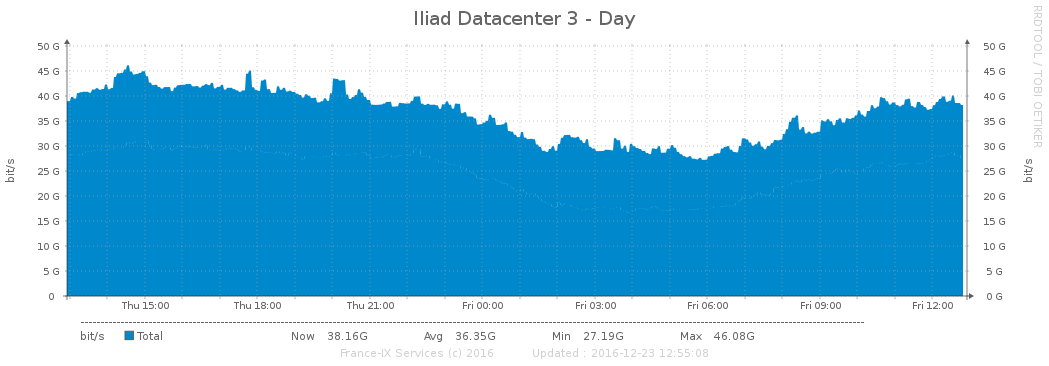 Iliad Datacenter 3 - Day
RRDTOOL / TOBI OETIKER
50 G 50 G
45 G 45 G
40 G 40 G
35 G 35 G
30 G 30 G
25 G 25 G
20 G 20 G
15 G 15 G
10 G 10 G
5 G 5 G
0 0 G
bit/s bit/s
Thu 15:00 Thu 18:00 Thu 21:00 Fri 00:00 Fri 03:00 Fri 06:00 Fri 09:00 Fri 12:00
bit/s Total Now 38.16G Avg 36.35G Min 27.19G Max 46.08G
France-IX Services (c) 2016 Updated : 2016-12-23 12:55:08